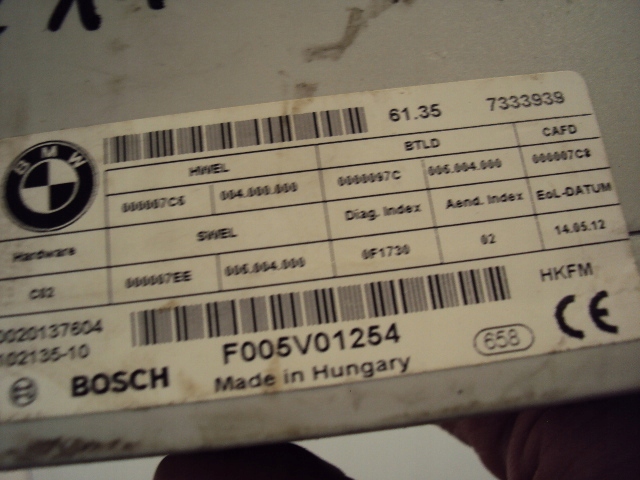 61.35 7333939
BMW
HWEL BTLD CAFD
004.000.000 0000097C 005.004.000 000007C8
Hardware SWEL Diag. Index Aend. Index EoL-DATUM
C02 000007EE 006.004.000 0F1730 02 14.05.12
HKFM
0020137604
102135-10 F005V01254 658 CE
BOSCH Made in Hungary